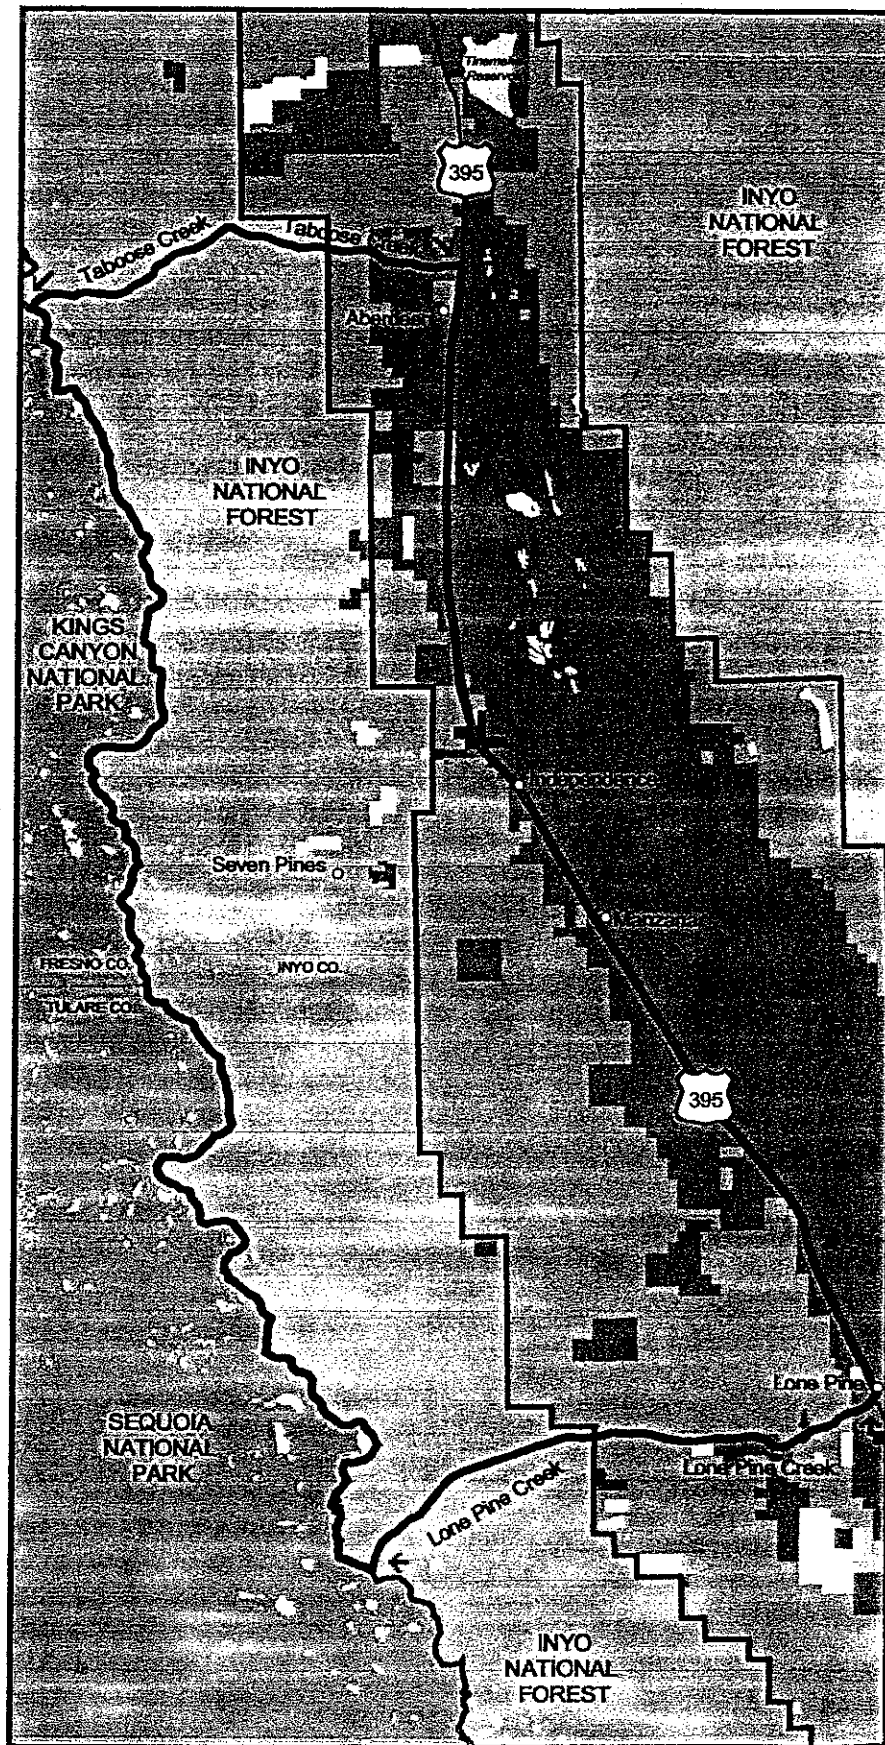 395
INYO
NATIONAL
FOREST
Taboose Creek
Taboose Creek
Aberdeen
INYO
NATIONAL
FOREST
KINGS
CANYON
NATIONAL
PARK
Independence
Seven Pines
Manzanar
FRESNO CO.
INYO CO.
TULARE CO.
395
Lone Pine
SEQUOIA
NATIONAL
PARK
Lone Pine Creek
Lone Pine Creek
INYO
NATIONAL
FOREST